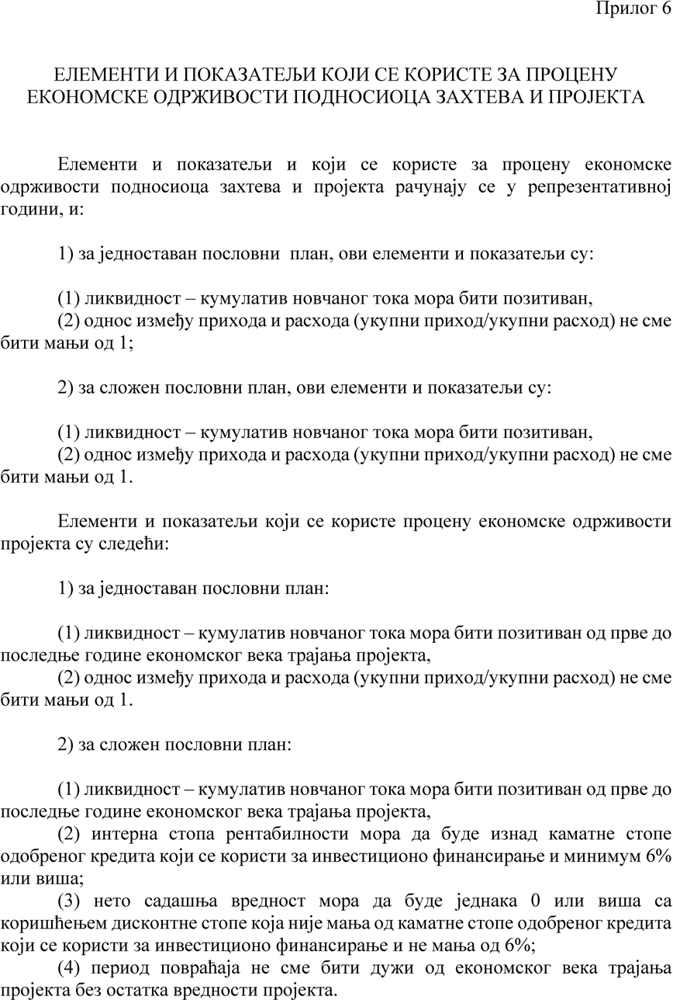 Прилог 6
ЕЛЕМЕНТИ И ПОКАЗАТЕЉИ КОЈИ СЕ КОРИСТЕ ЗА ПРОЦЕНУ
ЕКОНОМСКЕ ОДРЖИВОСТИ ПОДНОСИОЦА ЗАХТЕВА И ПРОЈЕКТА
Елементи и показатељи и који се користе за процену економске
одрживости подносиоца захтева и пројекта рачунају се у репрезентативној
години, и:
1) за једноставан пословни план, ови елементи и показатељи су:
(1) ликвидност – кумулатив новчаног тока мора бити позитиван,
(2) однос између прихода и расхода (укупни приход/укупни расход) не сме
бити мањи од 1;
2) за сложен пословни план, ови елементи и показатељи су:
(1) ликвидност – кумулатив новчаног тока мора бити позитиван,
(2) однос између прихода и расхода (укупни приход/укупни расход) не сме
бити мањи од 1.
Елементи и показатељи који се користе процену економске одрживости
пројекта су следећи:
1) за једноставан пословни план:
(1) ликвидност – кумулатив новчаног тока мора бити позитиван од прве до
последње године економског века трајања пројекта,
(2) однос између прихода и расхода (укупни приход/укупни расход) не сме
бити мањи од 1.
2) за сложен пословни план:
(1) ликвидност – кумулатив новчаног тока мора бити позитиван од прве до
последње године економског века трајања пројекта,
(2) интерна стопа рентабилности мора да буде изнад каматне стопе
одобреног кредита који се користи за инвестиционо финансирање и минимум 6%
или виша;
(3) нето садашња вредност мора да буде једнака 0 или виша са
коришћењем дисконтне стопе која није мања од каматне стопе одобреног кредита
који се користи за инвестиционо финансирање и не мања од 6%;
(4) период повраћаја не сме бити дужи од економског века трајања
пројекта без остатка вредности пројекта.